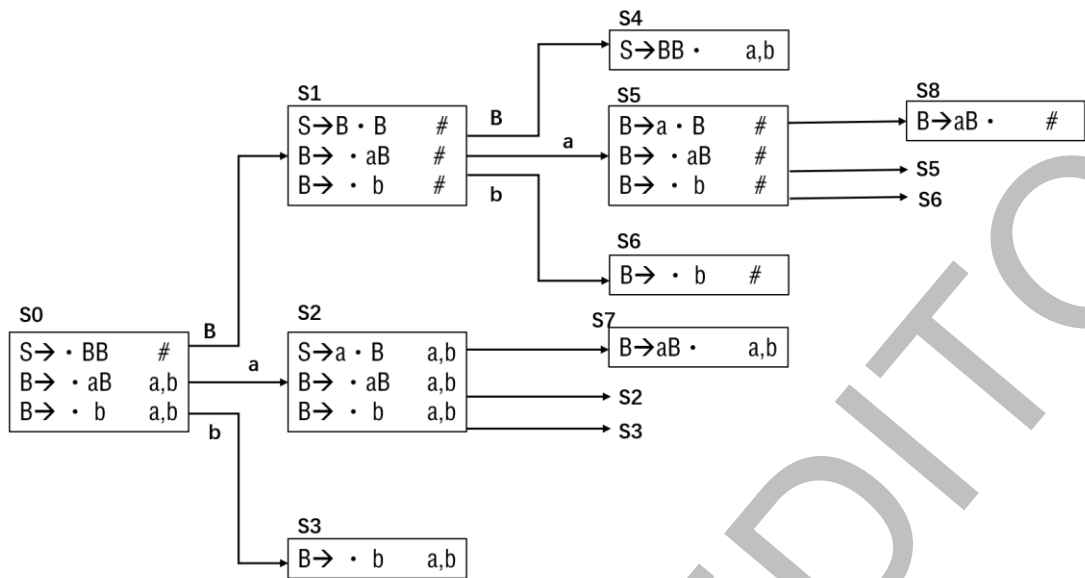 S4
S→BB · a,b
S1
S→B · B #
B→ · aB #
B→ · b #
B
a
b
S5
B→a · B #
B→ · aB #
B→ · b #
S8
B→aB · #
S5
S6
S6
B→ · b #
S0
S→ · BB #
B→ · aB a,b
B→ · b a,b
B
a
b
S2
S→a · B a,b
B→ · aB a,b
B→ · b a,b
S7
B→aB · a,b
S2
S3
S3
B→ · b a,b